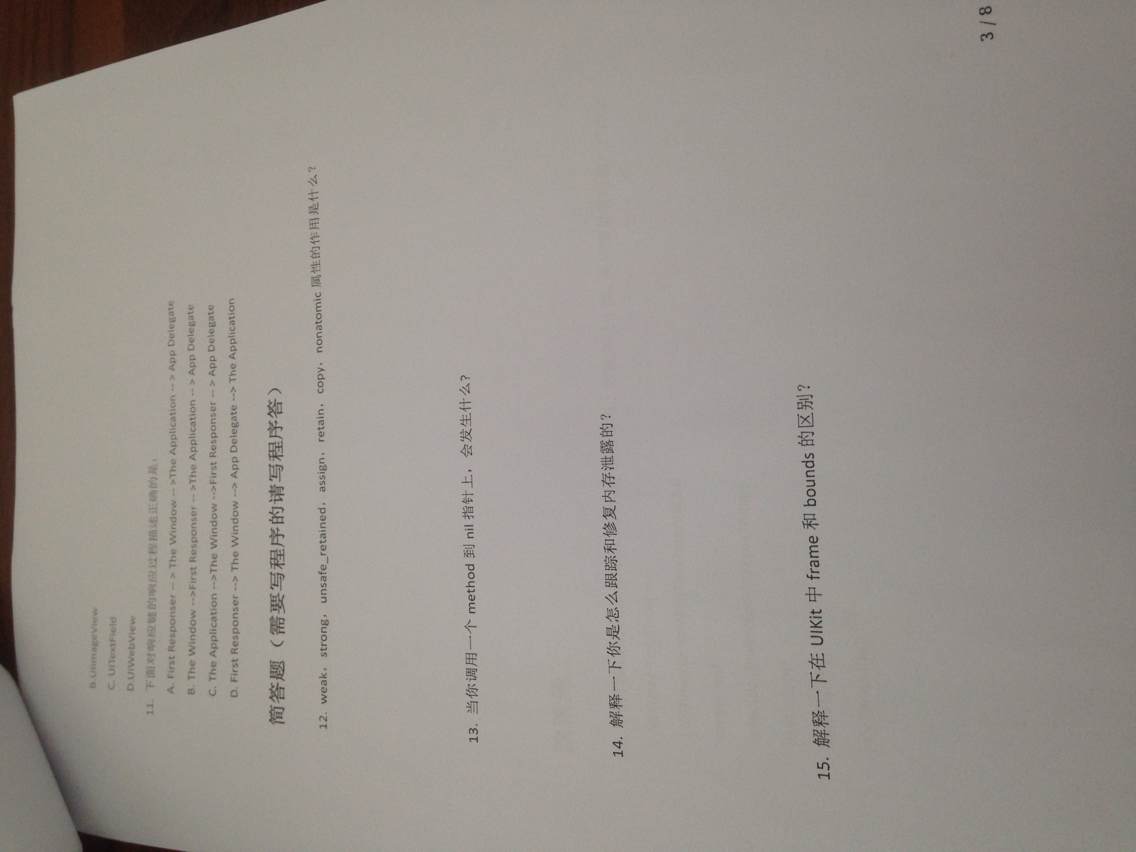 B.UIImageView
C. UITextField
D.UIWebView
11. 下面对响应链的响应过程描述正确的是:
A. First Responser -- > The Window -- >The Application -- > App Delegate
B. The Window -->First Responser -- >The Application -- > App Delegate
C. The Application -->The Window -->First Responser -- > App Delegate
D. First Responser --> The Window --> App Delegate --> The Application
简答题（需要写程序的请写程序答）
12. weak，strong， unsafe_retained，assign，retain，copy，nonatomic 属性的作用是什么?
13. 当你调用一个 method 到 nil 指针上，会发生什么?
14. 解释一下你是怎么跟踪和修复内存泄露的?
15. 解释一下在 UIKit 中 frame 和 bounds 的区别?
3 / 8